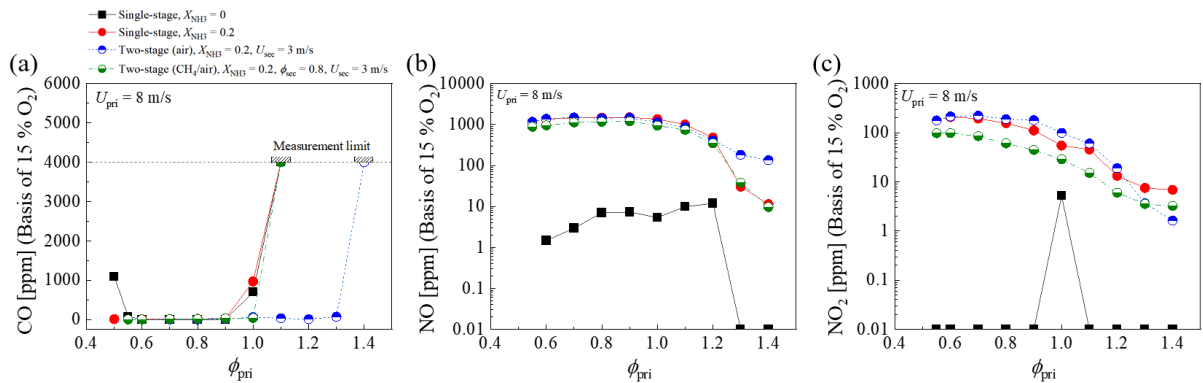 Single-stage, X_NH3 = 0
Single-stage, X_NH3 = 0.2
Two-stage (air), X_NH3 = 0.2, U_sec = 3 m/s
Two-stage (CH₄/air), X_NH3 = 0.2, ϕ_sec = 0.8, U_sec = 3 m/s
(a)
U_pri = 8 m/s
Measurement limit
CO [ppm] (Basis of 15 % O₂)
6000
5000
4000
3000
2000
1000
0
0.4 0.6 0.8 1.0 1.2 1.4
ϕ_pri
(b)
U_pri = 8 m/s
NO [ppm] (Basis of 15 % O₂)
10000
1000
100
10
1
0.1
0.01
0.4 0.6 0.8 1.0 1.2 1.4
ϕ_pri
(c)
U_pri = 8 m/s
NO₂ [ppm] (Basis of 15 % O₂)
1000
100
10
1
0.1
0.01
0.4 0.6 0.8 1.0 1.2 1.4
ϕ_pri